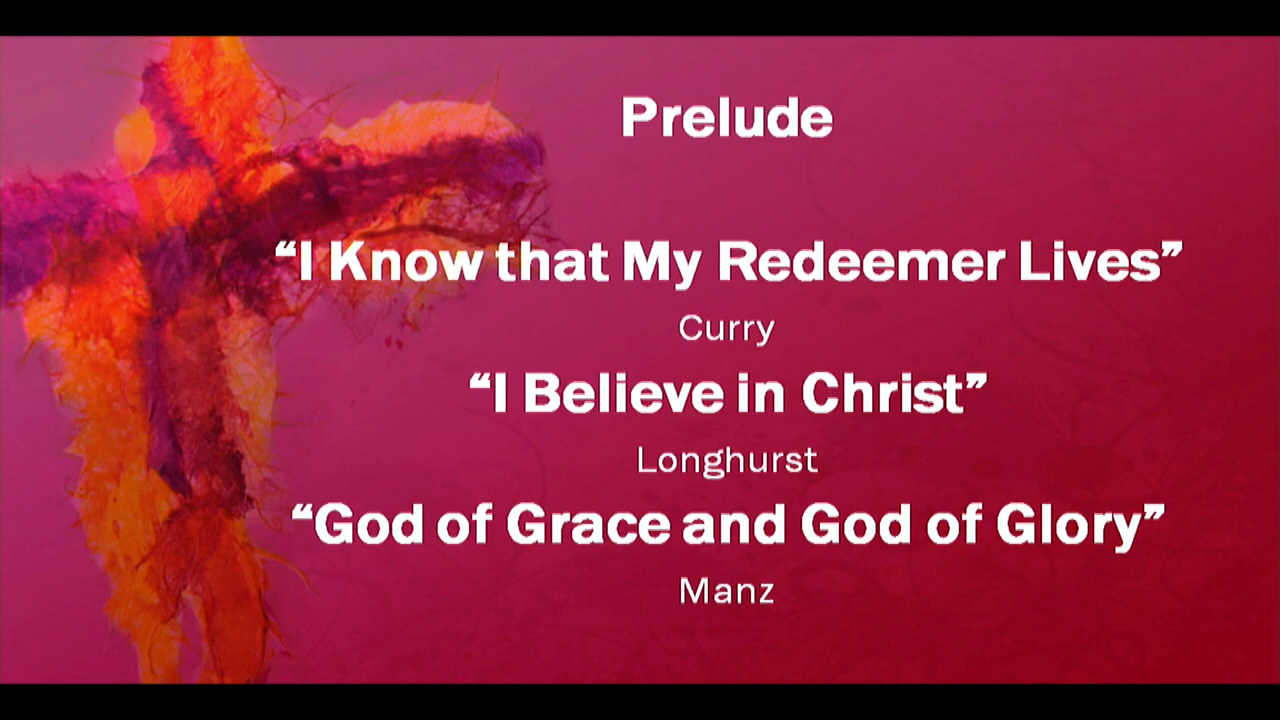 Prelude
“I Know that My Redeemer Lives”
Curry
“I Believe in Christ”
Longhurst
“God of Grace and God of Glory”
Manz